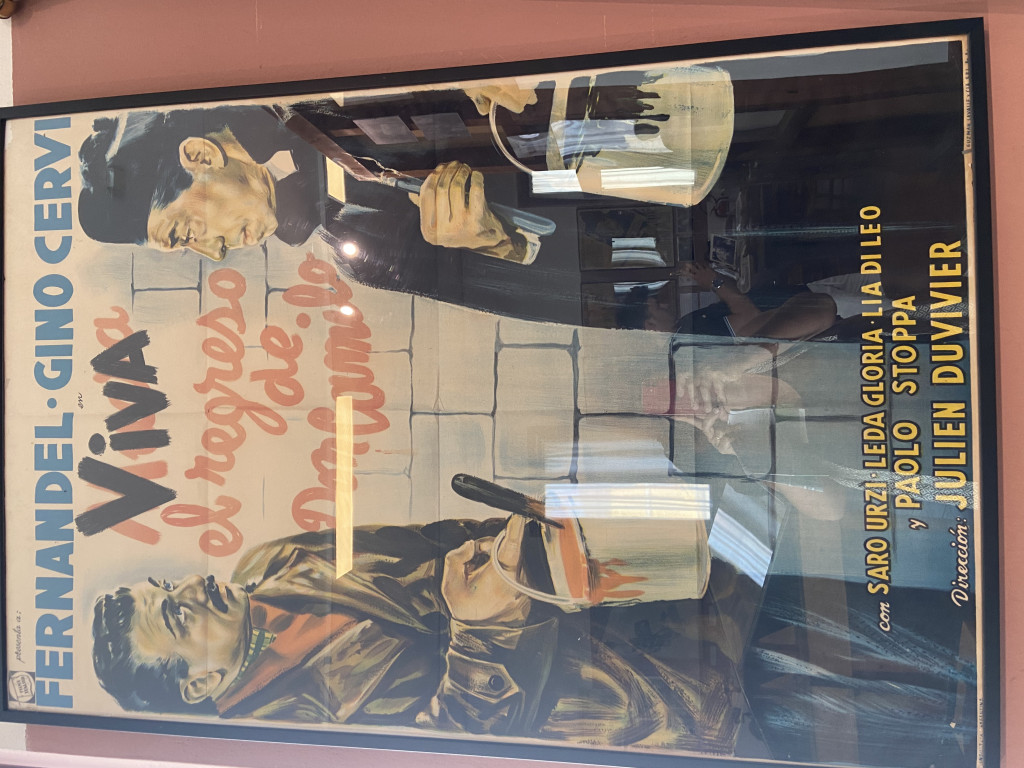 presenta a:
FERNANDEL · GINO CERVI
en
VIVA
el regreso
de
Don Camilo
con SARO URZI · LEDA GLORIA · LIA DI LEO
y PAOLO STOPPA
Dirección: JULIEN DUVIVIER